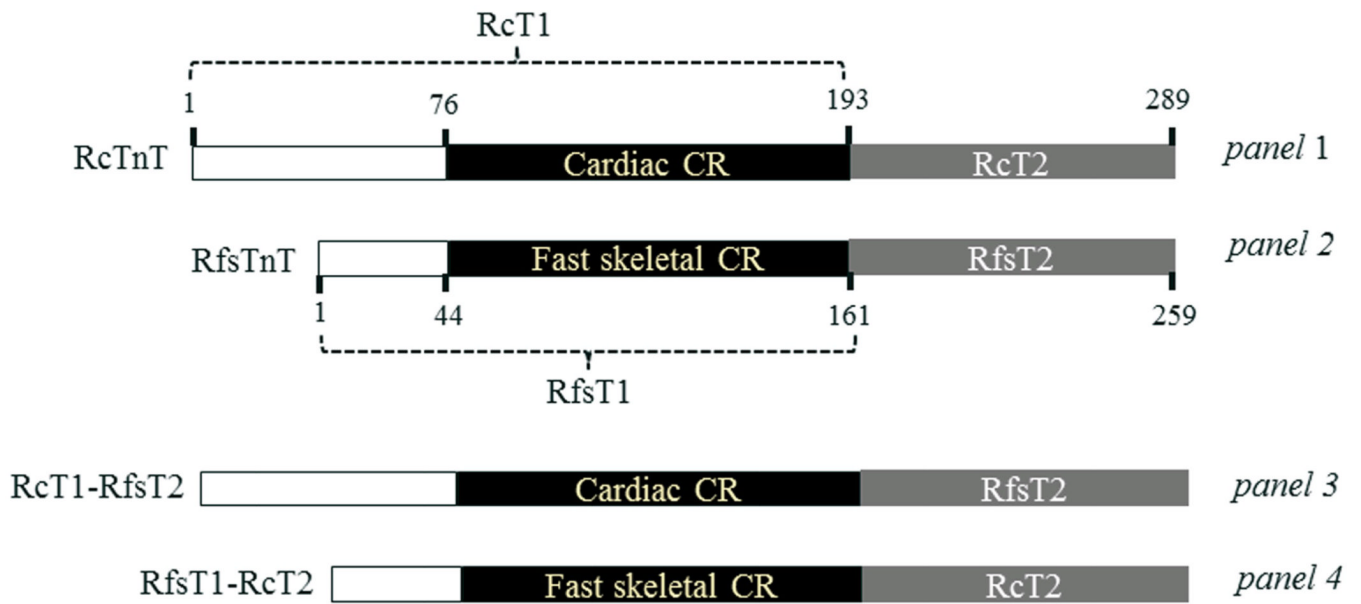 RcT1
1 76 193 289
RcTnT Cardiac CR RcT2 panel 1
RfsTnT Fast skeletal CR RfsT2 panel 2
1 44 161 259
RfsT1
RcT1-RfsT2 Cardiac CR RfsT2 panel 3
RfsT1-RcT2 Fast skeletal CR RcT2 panel 4